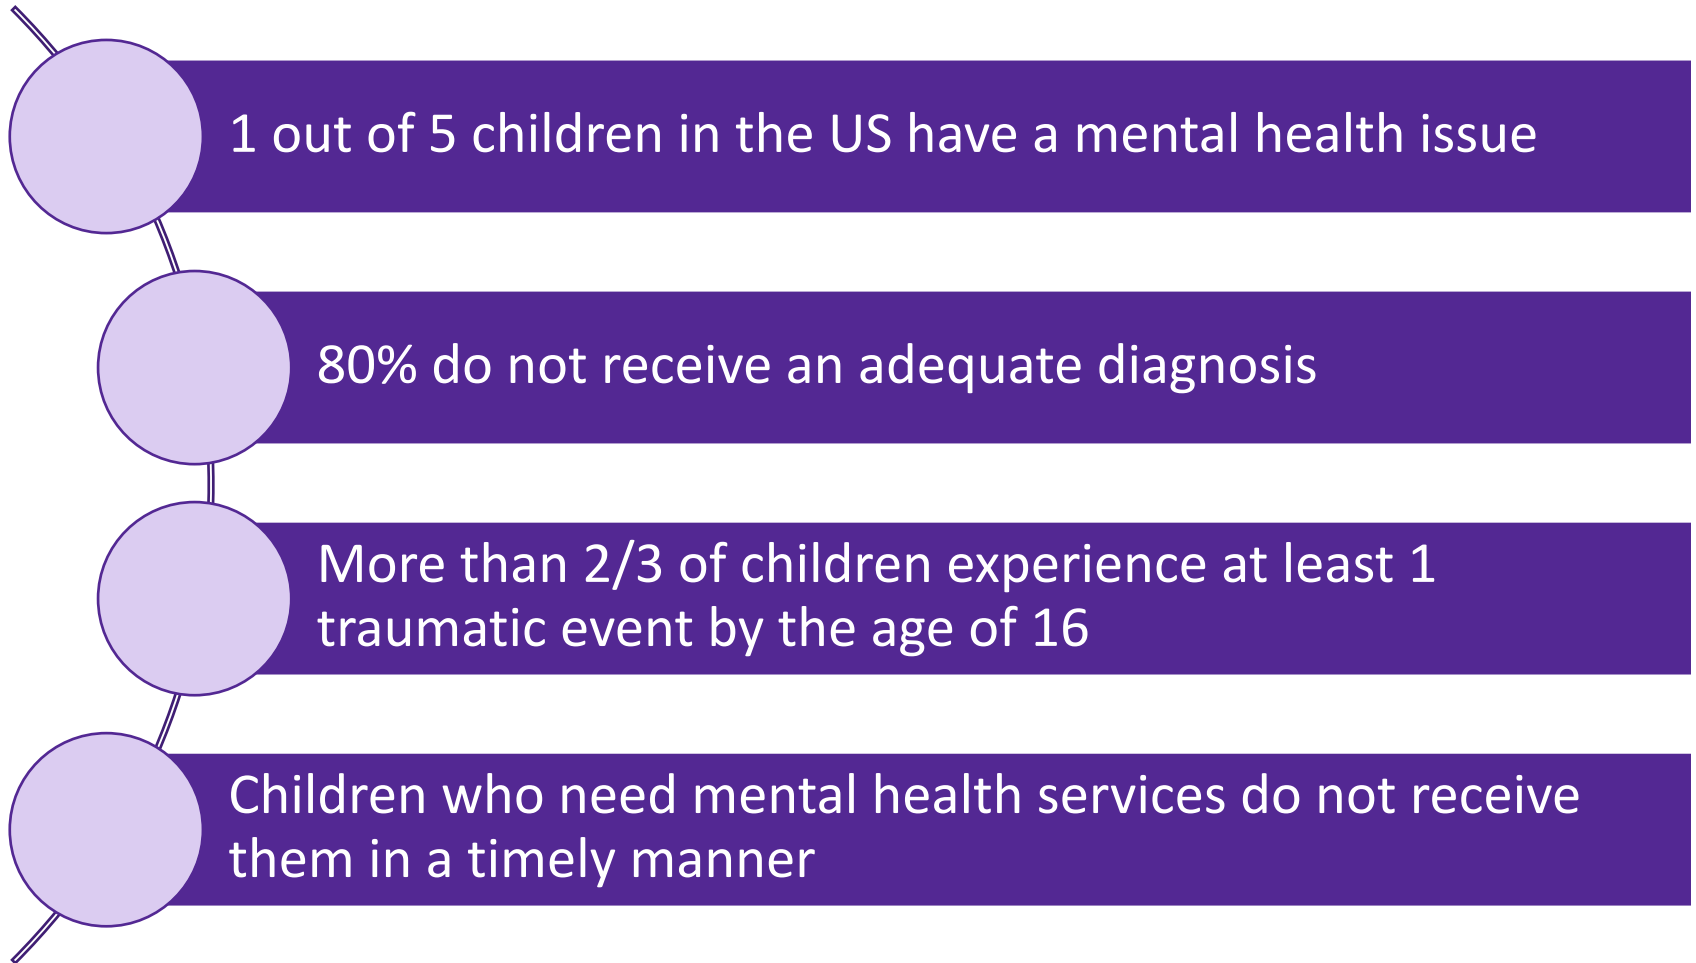 1 out of 5 children in the US have a mental health issue
80% do not receive an adequate diagnosis
More than 2/3 of children experience at least 1
traumatic event by the age of 16
Children who need mental health services do not receive
them in a timely manner